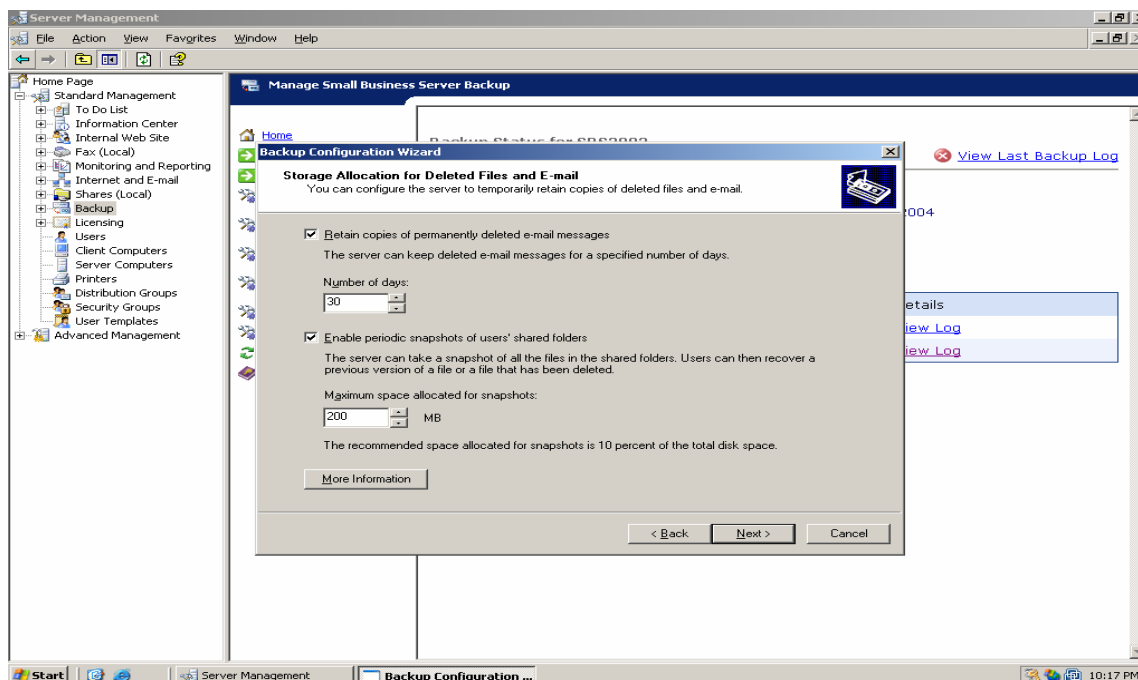 Server Management
File Action View Favorites Window Help
Home Page
Standard Management
To Do List
Information Center
Internal Web Site
Fax (Local)
Monitoring and Reporting
Internet and E-mail
Shares (Local)
Backup
Licensing
Users
Client Computers
Server Computers
Printers
Distribution Groups
Security Groups
User Templates
Advanced Management
Manage Small Business Server Backup
Home
Backup Status for SBS2003
View Last Backup Log
2004
etails
iew Log
iew Log
Backup Configuration Wizard
Storage Allocation for Deleted Files and E-mail
You can configure the server to temporarily retain copies of deleted files and e-mail.
Retain copies of permanently deleted e-mail messages
The server can keep deleted e-mail messages for a specified number of days.
Number of days:
30
Enable periodic snapshots of users' shared folders
The server can take a snapshot of all the files in the shared folders. Users can then recover a
previous version of a file or a file that has been deleted.
Maximum space allocated for snapshots:
200 MB
The recommended space allocated for snapshots is 10 percent of the total disk space.
More Information
< Back Next > Cancel
Start Server Management Backup Configuration ... 10:17 PM